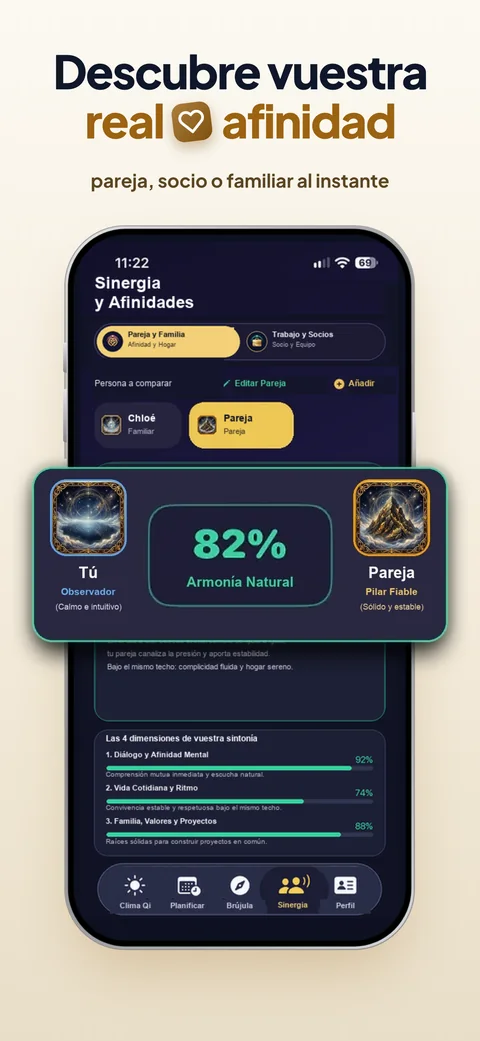 Descubre vuestra
real afinidad
pareja, socio o familiar al instante
11:22
69
Sinergia
y Afinidades
Pareja y Familia
Afinidad y Hogar
Trabajo y Socios
Socio y Equipo
Persona a comparar
Editar Pareja
Añadir
Chloé
Familiar
Pareja
Pareja
82%
Armonía Natural
Tú
Observador
(Calmo e intuitivo)
Pareja
Pilar Fiable
(Sólido y estable)
tu pareja canaliza la presión y aporta estabilidad.
Bajo el mismo techo: complicidad fluida y hogar sereno.
Las 4 dimensiones de vuestra sintonía
1. Diálogo y Afinidad Mental
92%
Comprensión mutua inmediata y escucha natural.
2. Vida Cotidiana y Ritmo
74%
Convivencia estable y respetuosa bajo el mismo techo.
3. Familia, Valores y Proyectos
88%
Raíces sólidas para construir proyectos en común.
Clima Qi
Planificar
Brújula
Sinergia
Perfil